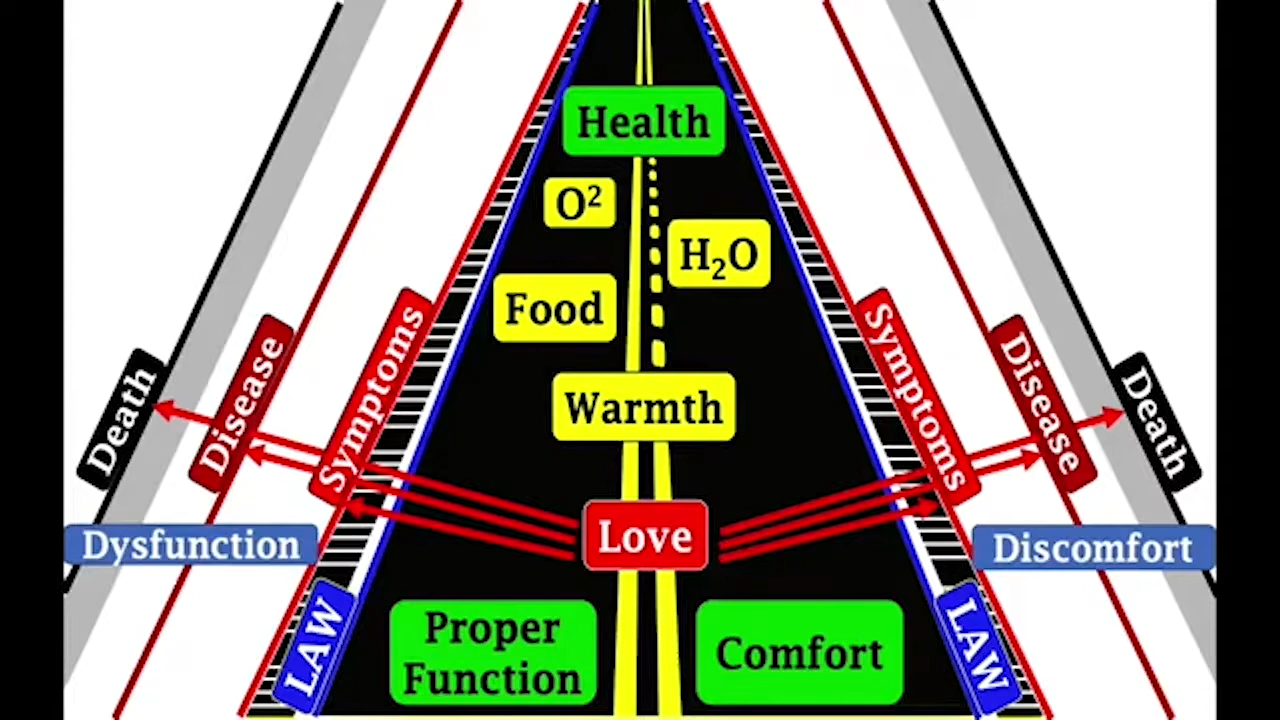 Health
O²
H₂O
Food
Warmth
Symptoms
Symptoms
Disease
Disease
Death
Death
Love
Dysfunction
Discomfort
LAW
LAW
Proper
Function
Comfort